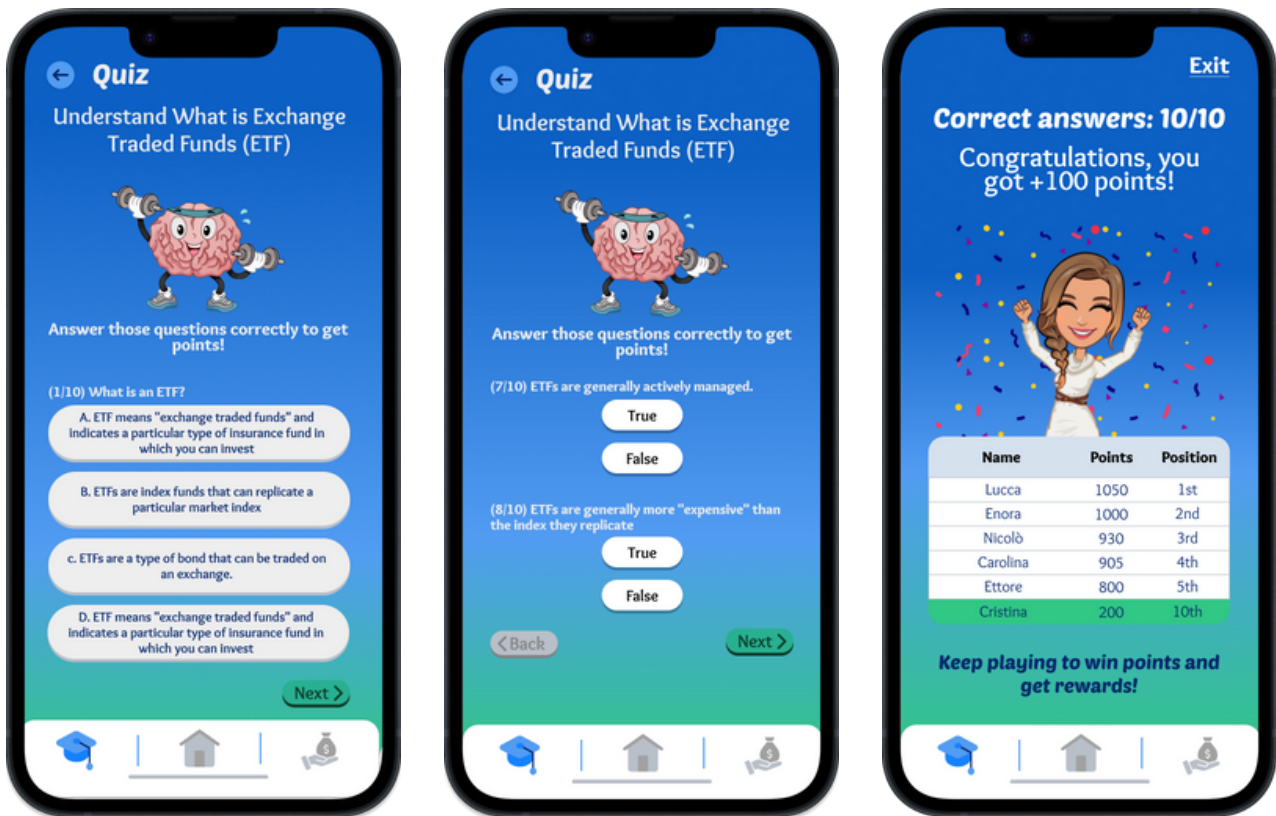 Quiz
Understand What is Exchange
Traded Funds (ETF)
Answer those questions correctly to get
points!
(1/10) What is an ETF?
A. ETF means "exchange traded funds" and
indicates a particular type of insurance fund in
which you can invest
B. ETFs are index funds that can replicate a
particular market index
c. ETFs are a type of bond that can be traded on
an exchange.
D. ETF means "exchange traded funds" and
indicates a particular type of insurance fund in
which you can invest
Next >
Quiz
Understand What is Exchange
Traded Funds (ETF)
Answer those questions correctly to get
points!
(7/10) ETFs are generally actively managed.
True
False
(8/10) ETFs are generally more "expensive" than
the index they replicate
True
False
< Back
Next >
Exit
Correct answers: 10/10
Congratulations, you
got +100 points!
Name Points Position
Lucca 1050 1st
Enora 1000 2nd
Nicolò 930 3rd
Carolina 905 4th
Ettore 800 5th
Cristina 200 10th
Keep playing to win points and
get rewards!
$
$
$